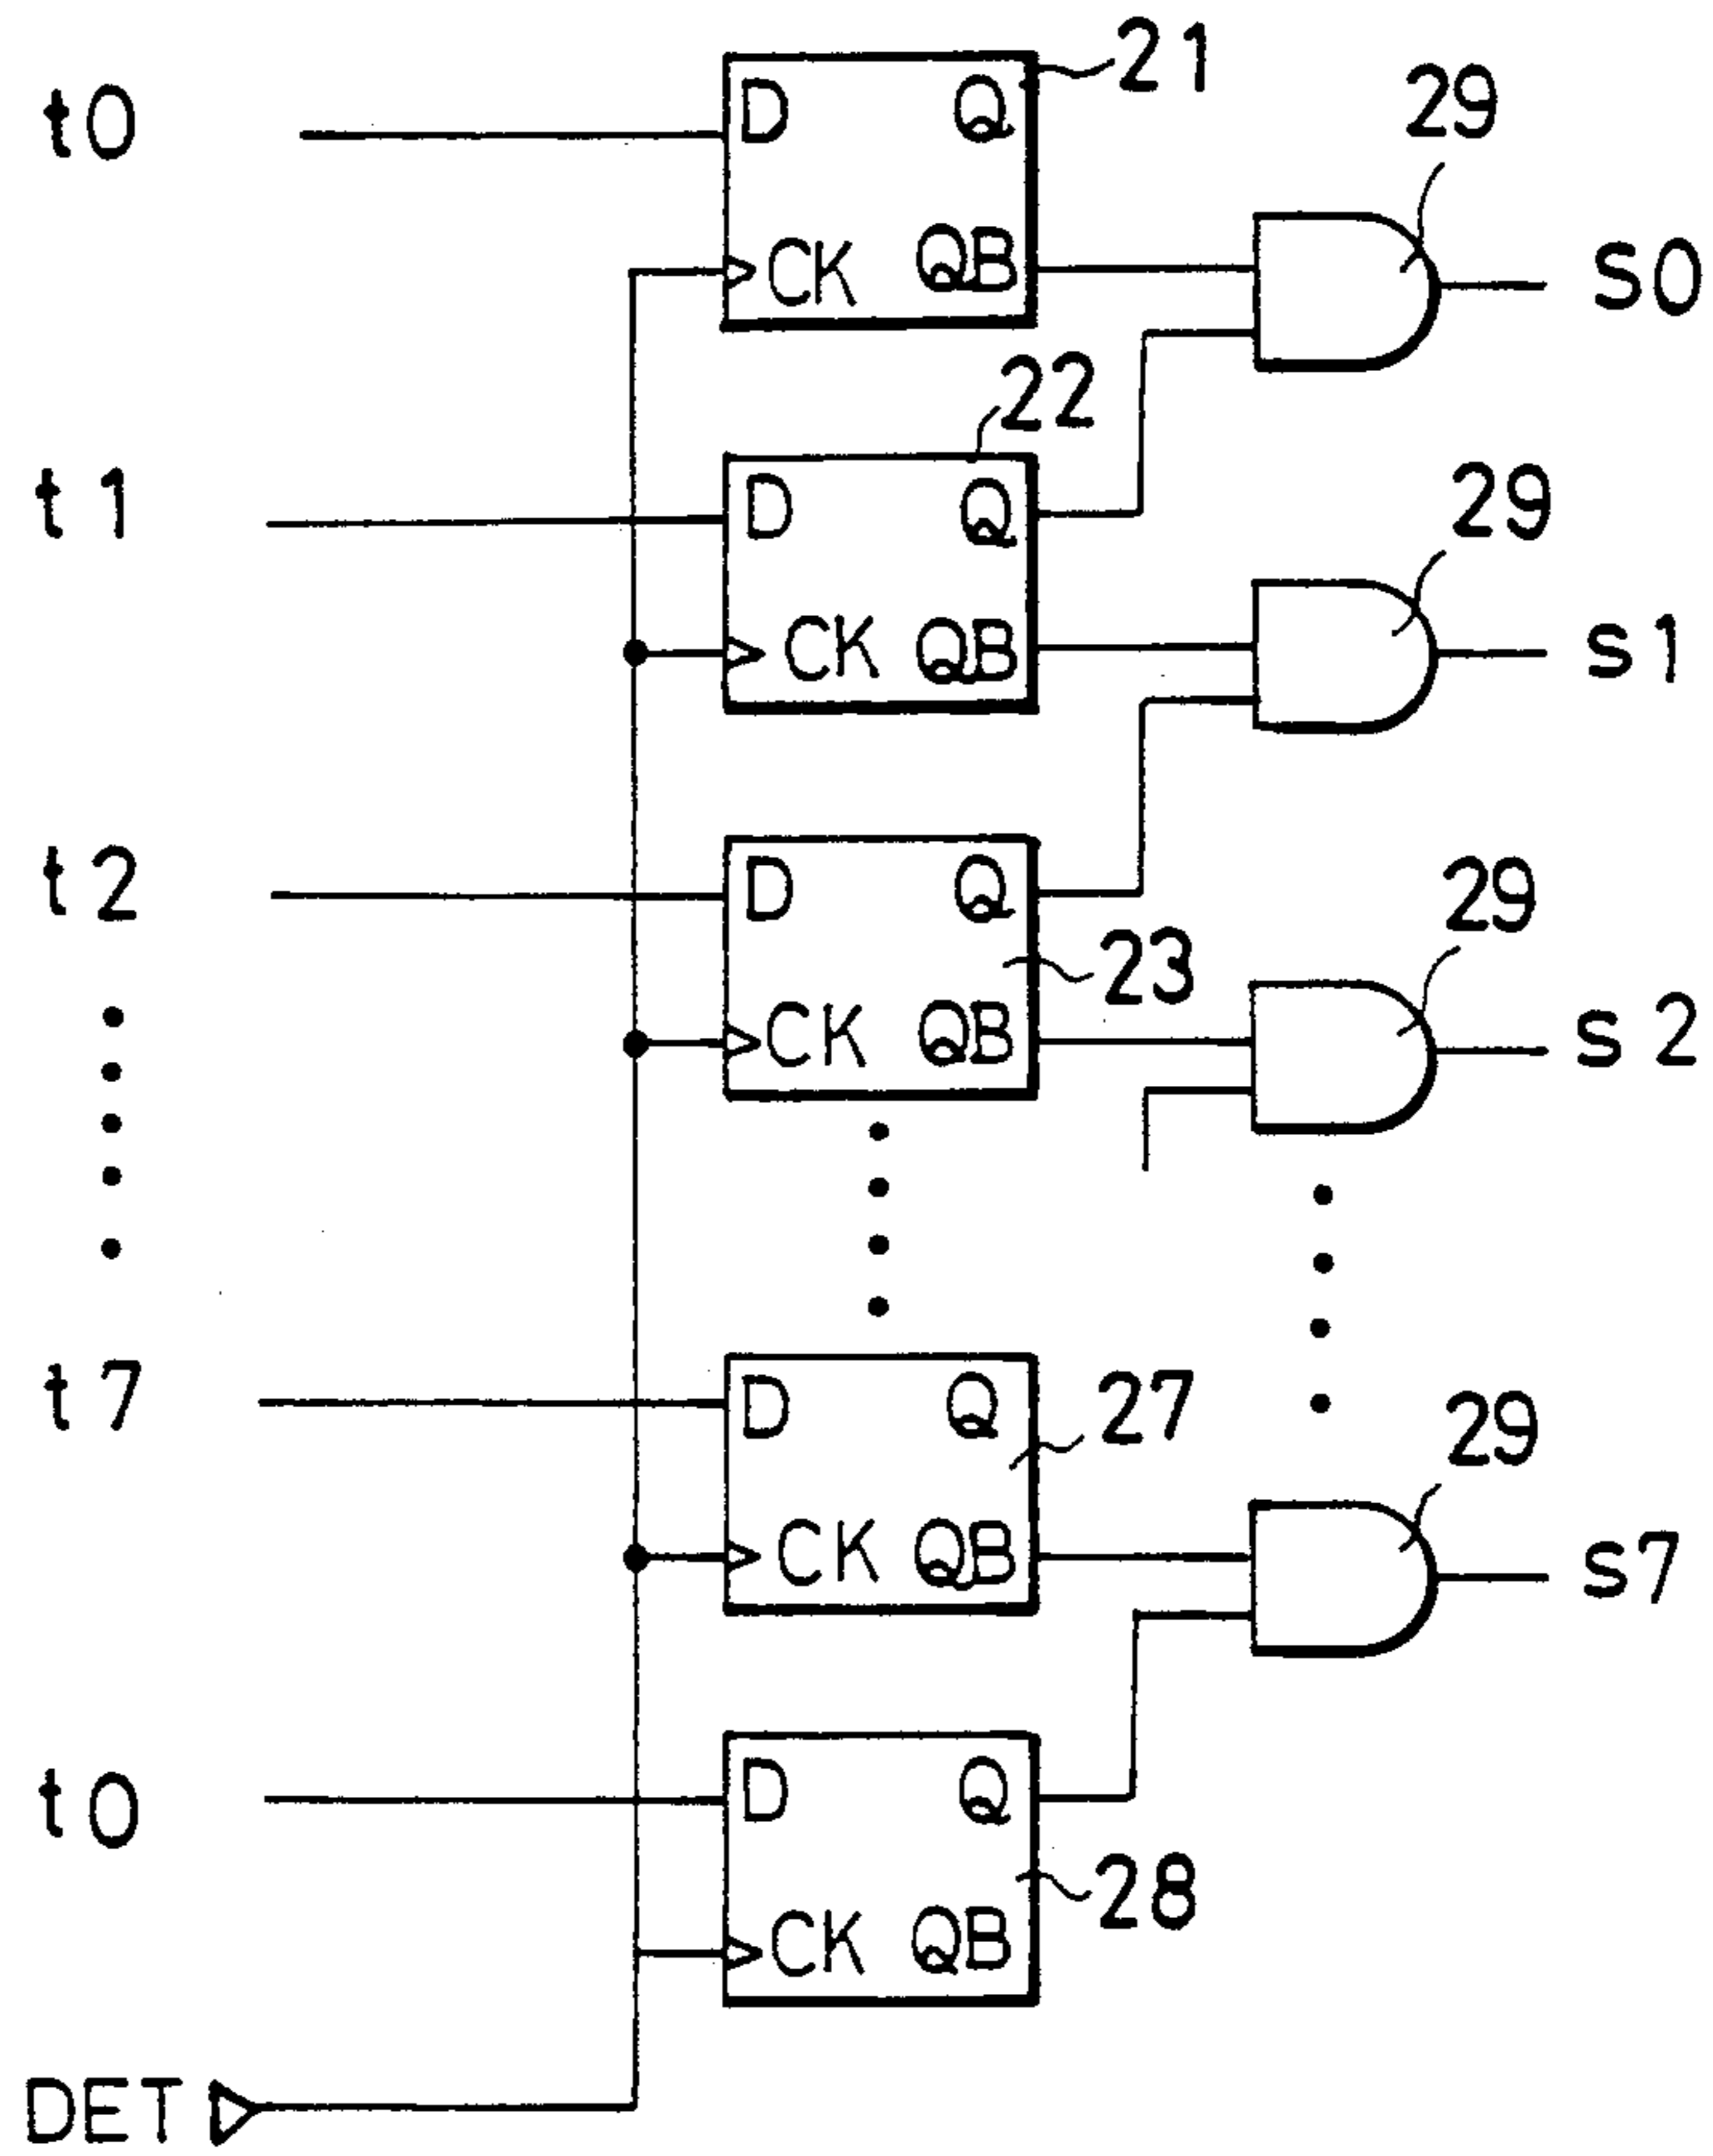 21
t0
D Q
29
CK QB
s0
22
t1
D Q
29
CK QB
s1
t2
D Q
29
23
CK QB
s2
t7
D Q
27
29
CK QB
s7
t0
D Q
28
CK QB
DET